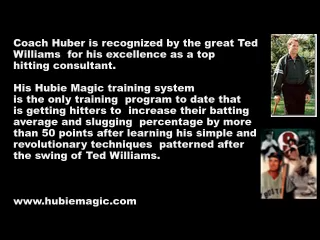 Coach Huber is recognized by the great Ted
Williams for his excellence as a top
hitting consultant.
His Hubie Magic training system
is the only training program to date that
is getting hitters to increase their batting
average and slugging percentage by more
than 50 points after learning his simple and
revolutionary techniques patterned after
the swing of Ted Williams.
www.hubiemagic.com